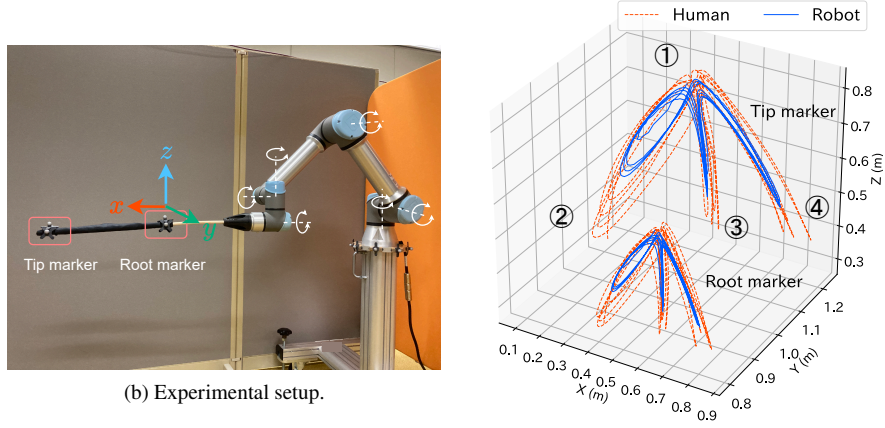 x
y
z
Tip marker
Root marker
(b) Experimental setup.
Human
Robot
①
Tip marker
②
③
④
Root marker
0.8
0.7
0.6
0.5
0.4
0.3
Z (m)
0.1
0.2
0.3
0.4
0.5
0.6
0.7
0.8
0.9
X (m)
0.8
0.9
1.0
1.1
1.2
Y (m)